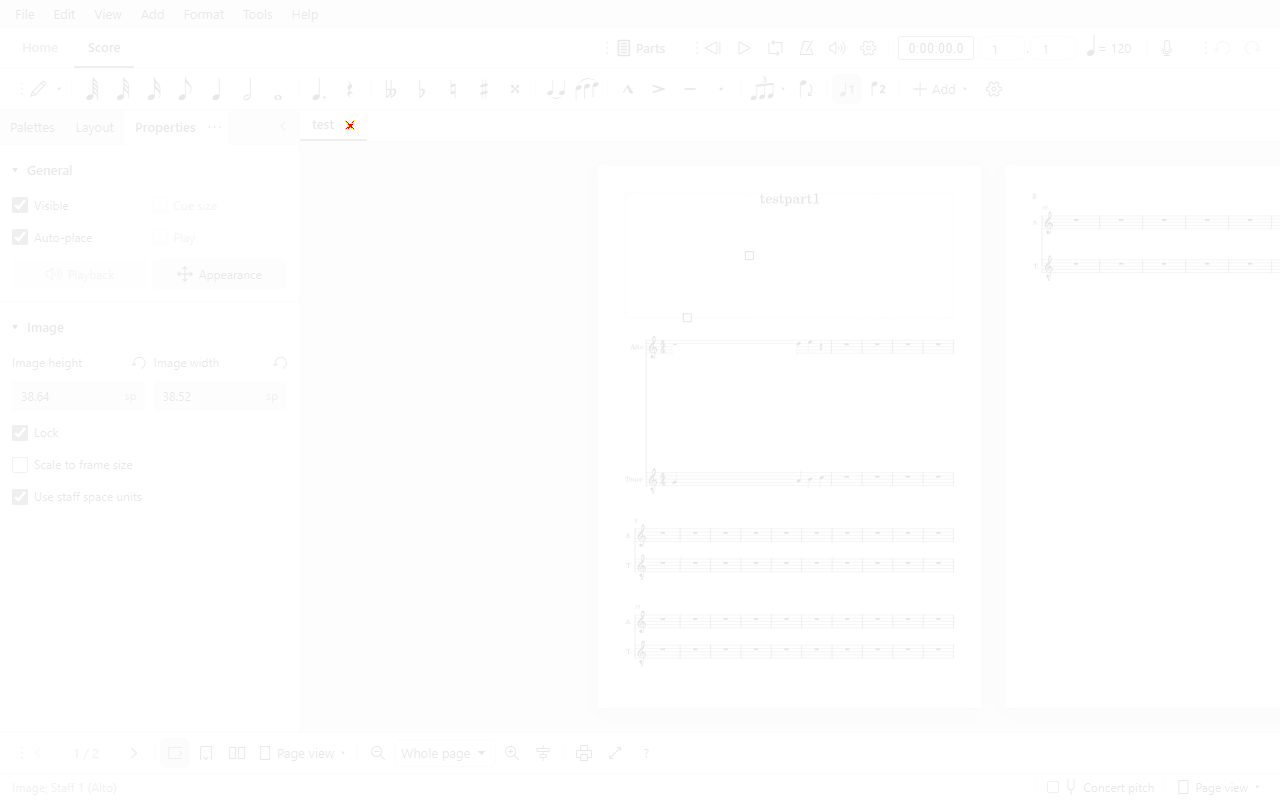 File Edit View Add Format Tools Help
Home Score Parts 0:00:00.0 1 . 1 = 120
Add
Palettes Layout Properties test
General
Visible Cue size
Auto-place Play
Playback Appearance
Image
Image height Image width
38.64 sp 38.52 sp
Lock
Scale to frame size
Use staff space units
testpart1
Alto
A
T
A
T
A
T
1 / 2 Page view Whole page ?
Image; Staff 1 (Alto) Concert pitch Page view